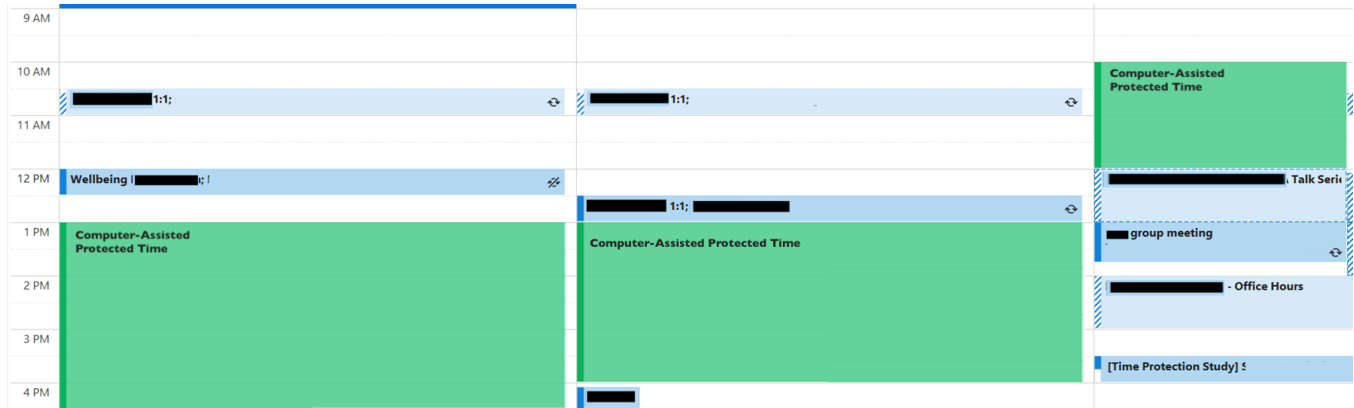 9 AM
10 AM
11 AM
12 PM
1 PM
2 PM
3 PM
4 PM
1:1;
Wellbeing
Computer-Assisted
Protected Time
1:1;
1:1;
Computer-Assisted Protected Time
Computer-Assisted
Protected Time
Talk Serie
group meeting
- Office Hours
[Time Protection Study] S